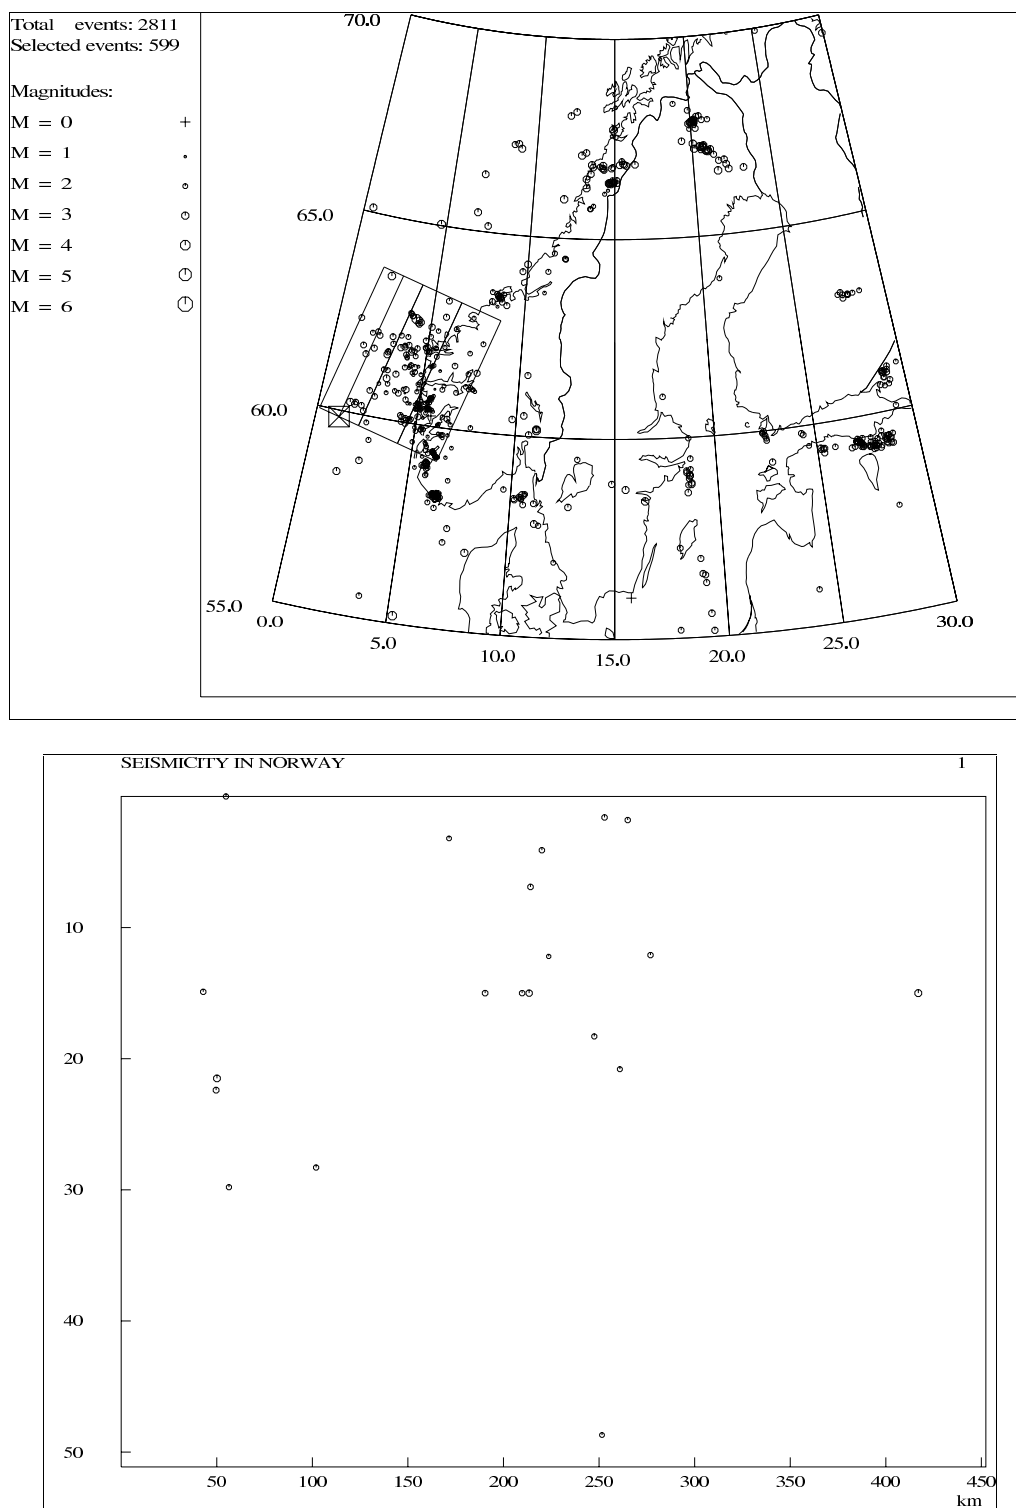 Total events: 2811
Selected events: 599
Magnitudes:
M = 0
M = 1
M = 2
M = 3
M = 4
M = 5
M = 6
70.0
65.0
60.0
55.0
0.0
5.0
10.0
15.0
20.0
25.0
30.0
SEISMICITY IN NORWAY 1
10
20
30
40
50
50 100 150 200 250 300 350 400 450
km